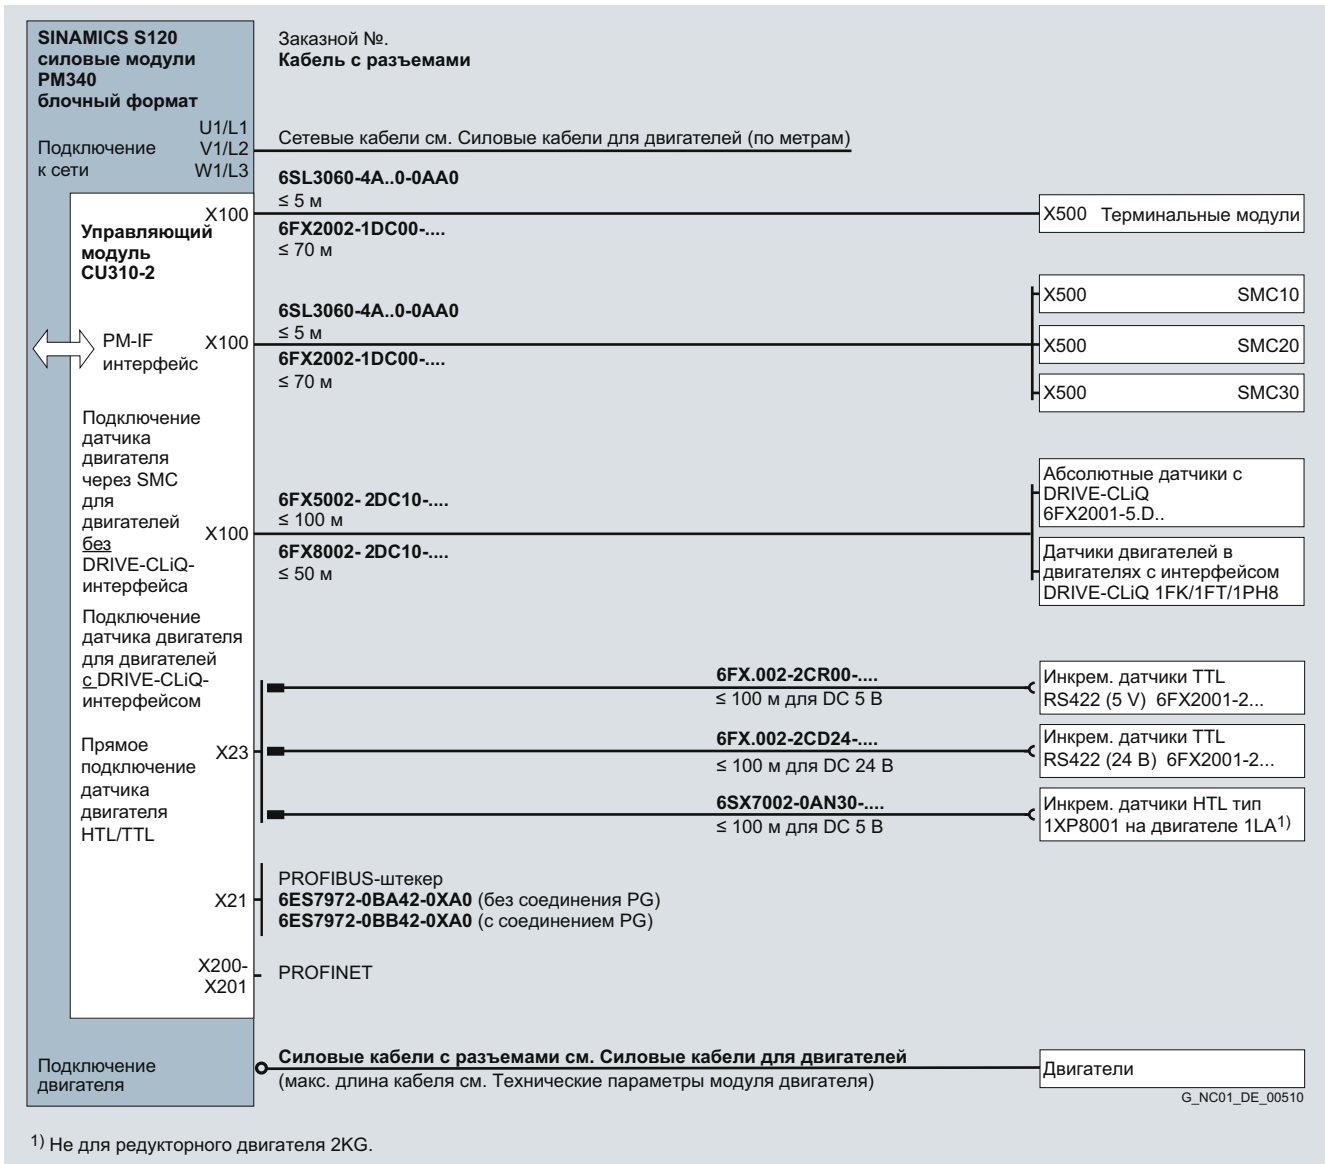 SINAMICS S120
силовые модули
PM340
блочный формат
Заказной №.
Кабель с разъемами
U1/L1
Подключение V1/L2
к сети W1/L3
Сетевые кабели см. Силовые кабели для двигателей (по метрам)
6SL3060-4A..0-0AA0
≤ 5 м
X100
6FX2002-1DC00-....
≤ 70 м
X500 Терминальные модули
Управляющий
модуль
CU310-2
6SL3060-4A..0-0AA0
≤ 5 м
PM-IF
интерфейс
X100
6FX2002-1DC00-....
≤ 70 м
X500 SMC10
X500 SMC20
X500 SMC30
Подключение
датчика
двигателя
через SMC
для
двигателей
без
DRIVE-CLiQ-
интерфейса
X100
6FX5002- 2DC10-....
≤ 100 м
6FX8002- 2DC10-....
≤ 50 м
Абсолютные датчики с
DRIVE-CLiQ
6FX2001-5.D..
Датчики двигателей в
двигателях с интерфейсом
DRIVE-CLiQ 1FK/1FT/1PH8
Подключение
датчика двигателя
для двигателей
с DRIVE-CLiQ-
интерфейсом
6FX.002-2CR00-....
≤ 100 м для DC 5 В
Инкрем. датчики TTL
RS422 (5 V) 6FX2001-2...
Прямое
подключение
датчика
двигателя
HTL/TTL
X23
6FX.002-2CD24-....
≤ 100 м для DC 24 В
Инкрем. датчики TTL
RS422 (24 В) 6FX2001-2...
6SX7002-0AN30-....
≤ 100 м для DC 5 В
Инкрем. датчики HTL тип
1XP8001 на двигателе 1LA1)
X21
PROFIBUS-штекер
6ES7972-0BA42-0XA0 (без соединения PG)
6ES7972-0BB42-0XA0 (с соединением PG)
X200-
X201
PROFINET
Подключение
двигателя
Силовые кабели с разъемами см. Силовые кабели для двигателей
(макс. длина кабеля см. Технические параметры модуля двигателя)
Двигатели
G_NC01_DE_00510
1) Не для редукторного двигателя 2KG.